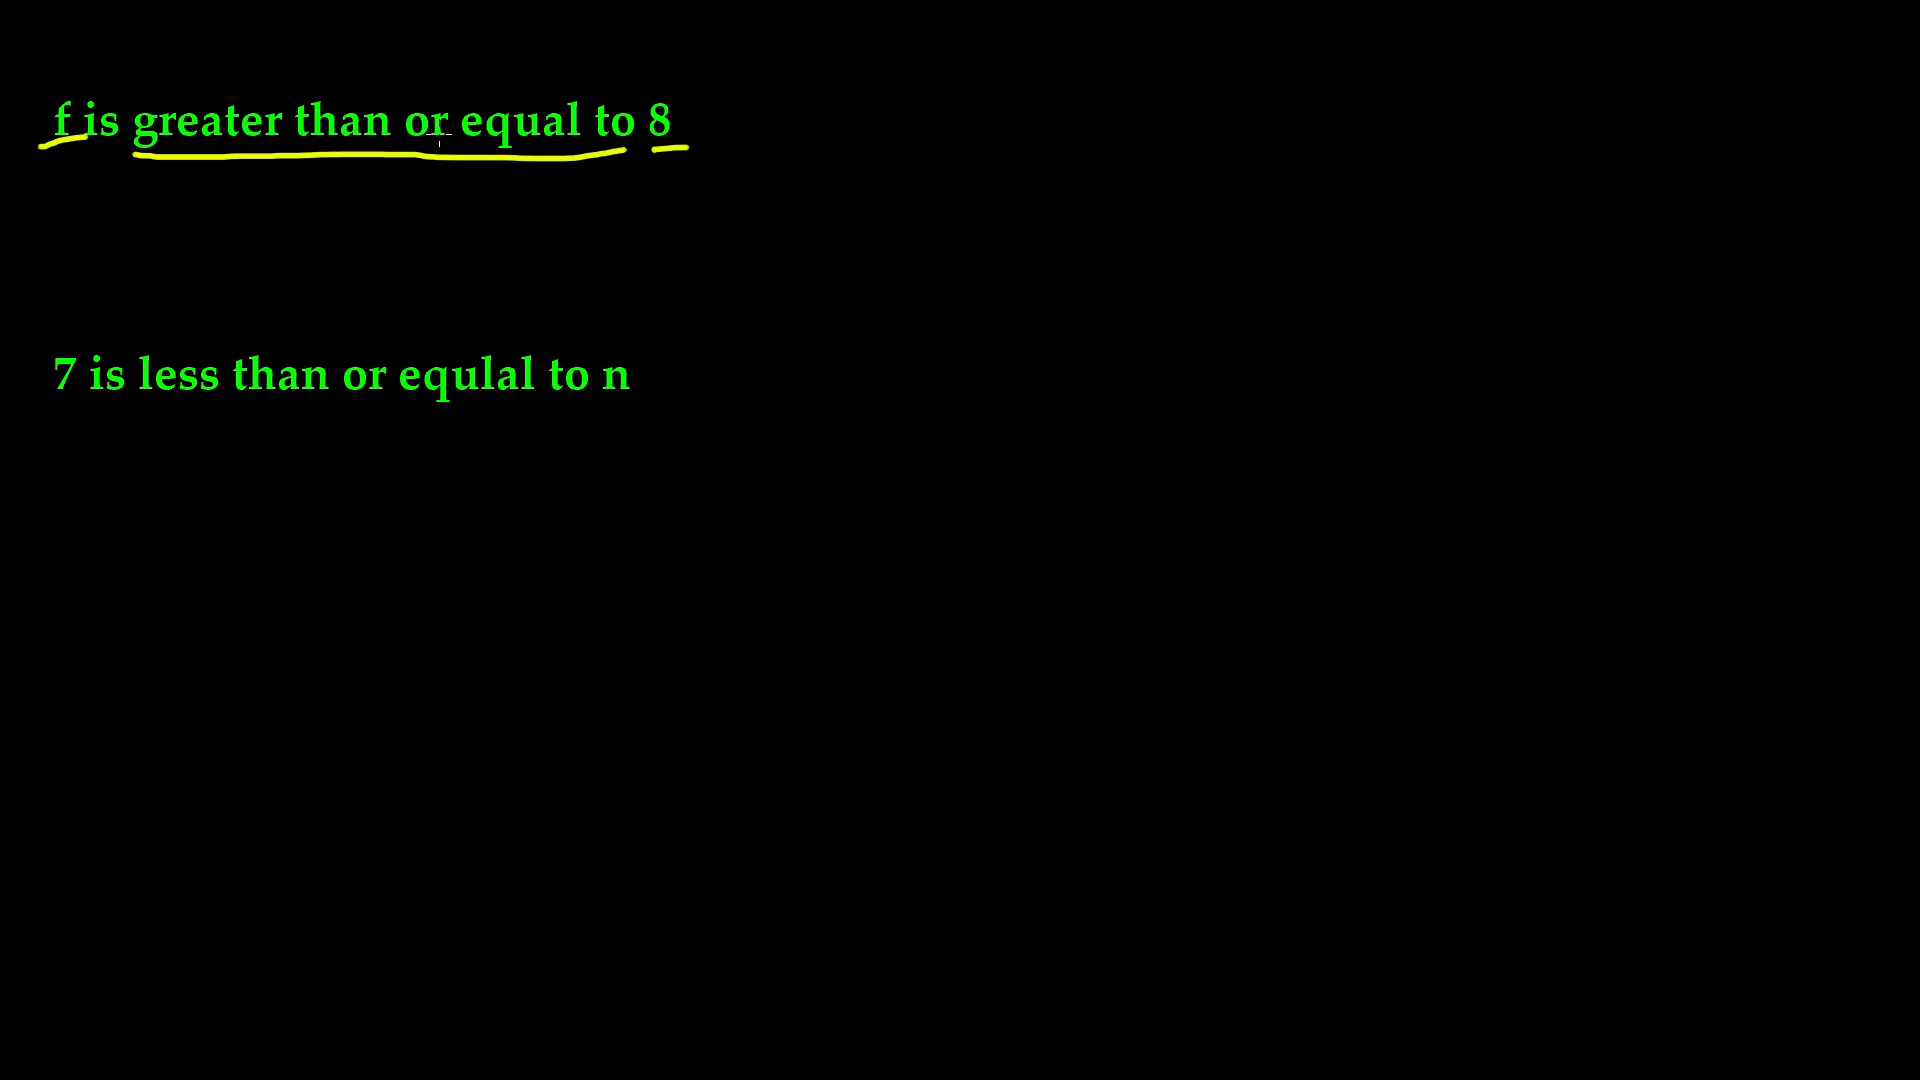 f is greater than or equal to 8
7 is less than or equlal to n